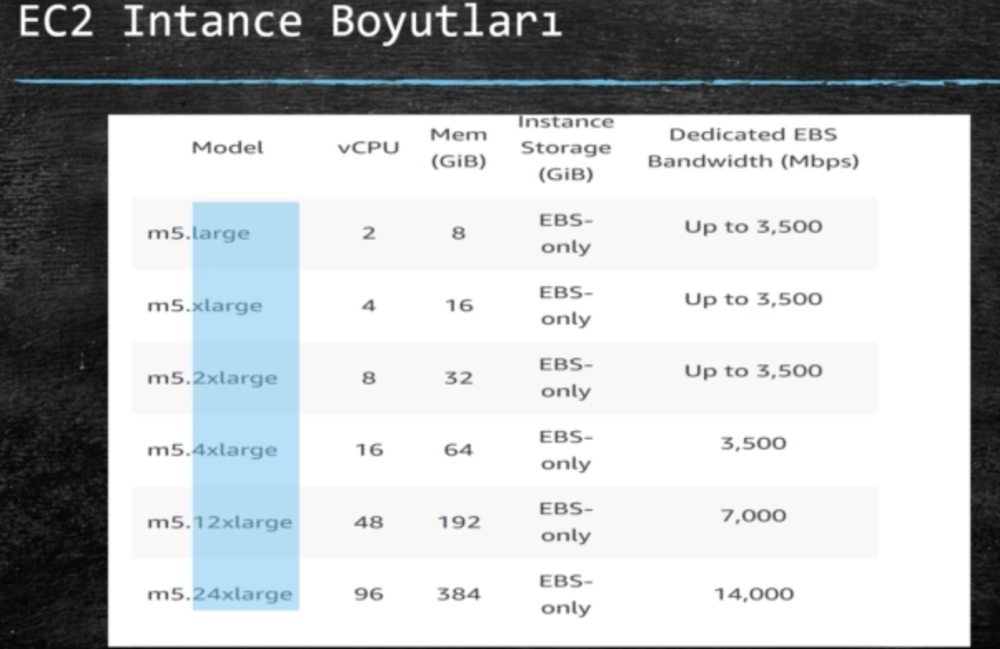 EC2 Intance Boyutları
Model vCPU Mem (GiB) Instance Storage (GiB) Dedicated EBS Bandwidth (Mbps)
m5.large 2 8 EBS-only Up to 3,500
m5.xlarge 4 16 EBS-only Up to 3,500
m5.2xlarge 8 32 EBS-only Up to 3,500
m5.4xlarge 16 64 EBS-only 3,500
m5.12xlarge 48 192 EBS-only 7,000
m5.24xlarge 96 384 EBS-only 14,000